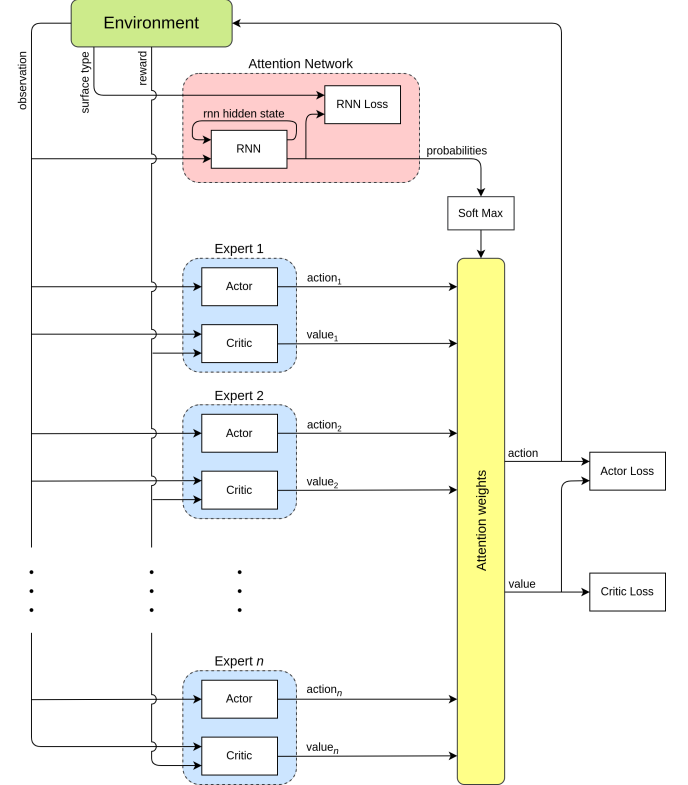 Environment
observation
surface type
reward
Attention Network
RNN Loss
rnn hidden state
RNN
probabilities
Soft Max
Expert 1
Actor
action1
Critic
value1
Expert 2
Actor
action2
Critic
value2
Attention weights
action
Actor Loss
value
Critic Loss
Expert n
Actor
actionn
Critic
valuen